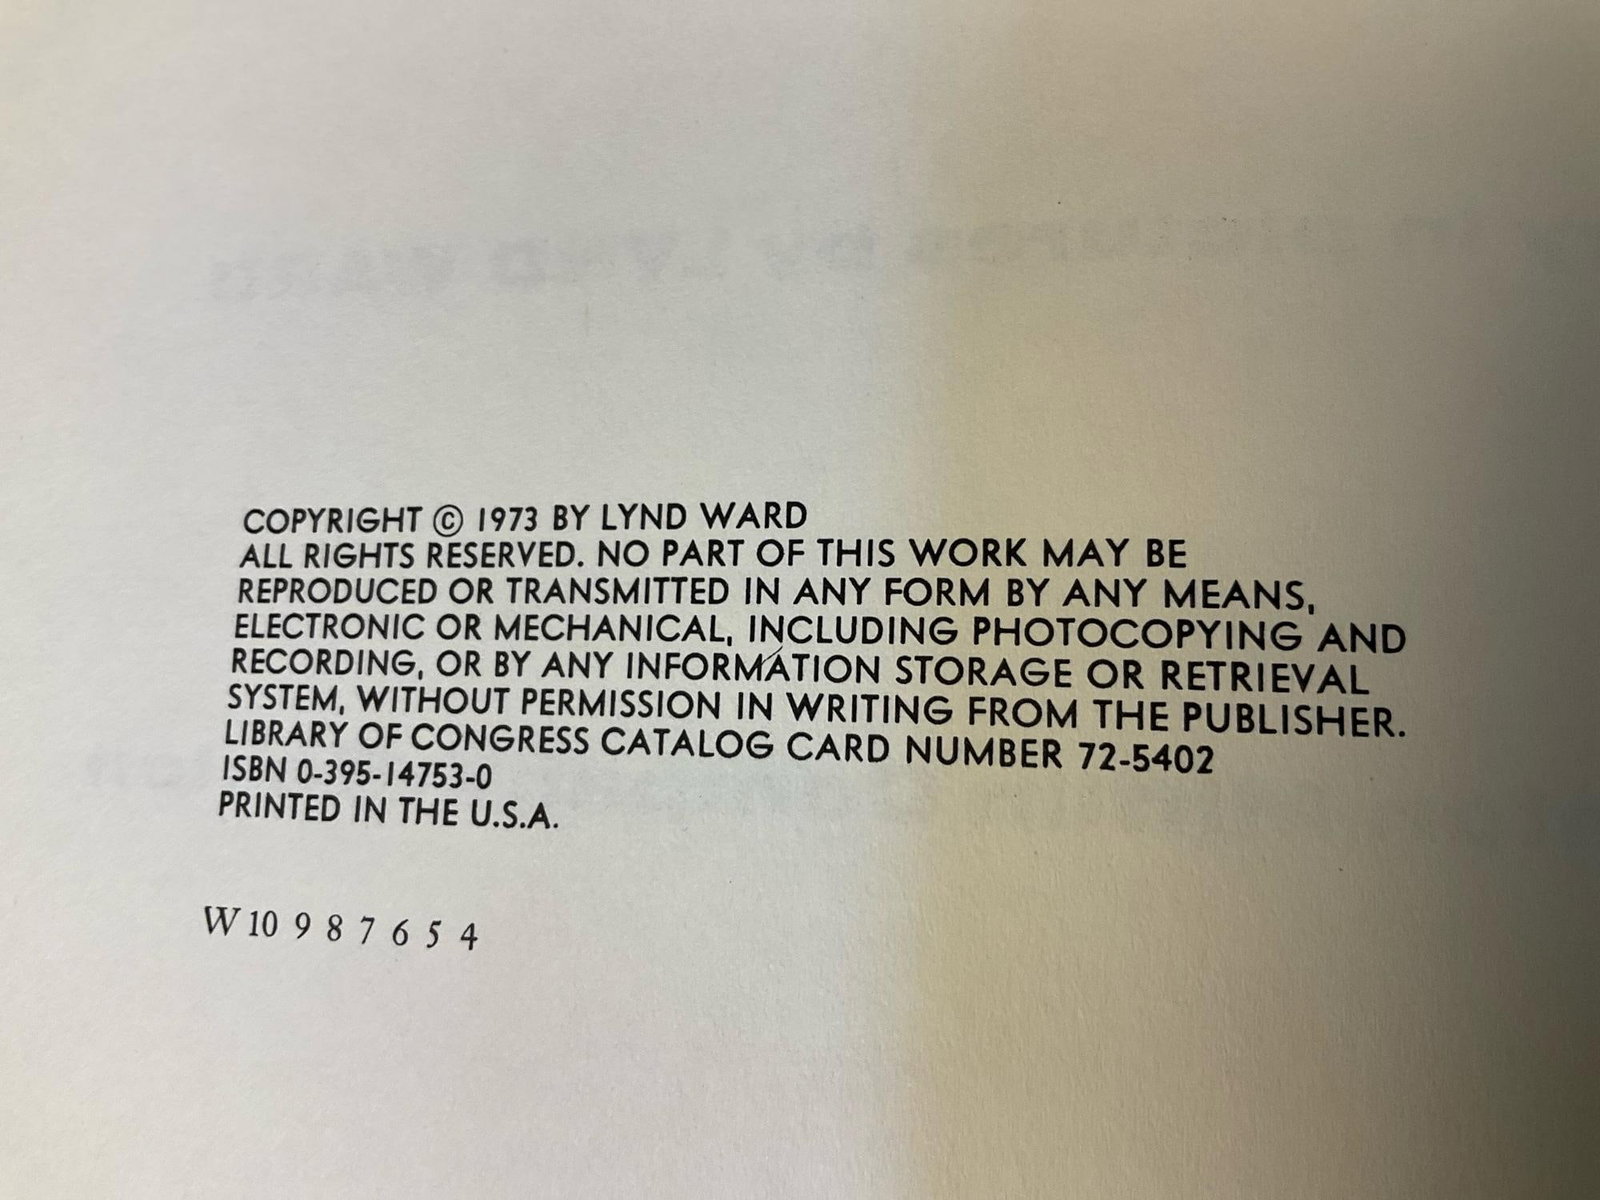 COPYRIGHT © 1973 BY LYND WARD
ALL RIGHTS RESERVED. NO PART OF THIS WORK MAY BE
REPRODUCED OR TRANSMITTED IN ANY FORM BY ANY MEANS,
ELECTRONIC OR MECHANICAL, INCLUDING PHOTOCOPYING AND
RECORDING, OR BY ANY INFORMATION STORAGE OR RETRIEVAL
SYSTEM, WITHOUT PERMISSION IN WRITING FROM THE PUBLISHER.
LIBRARY OF CONGRESS CATALOG CARD NUMBER 72-5402
ISBN 0-395-14753-0
PRINTED IN THE U.S.A.
W 10 9 8 7 6 5 4